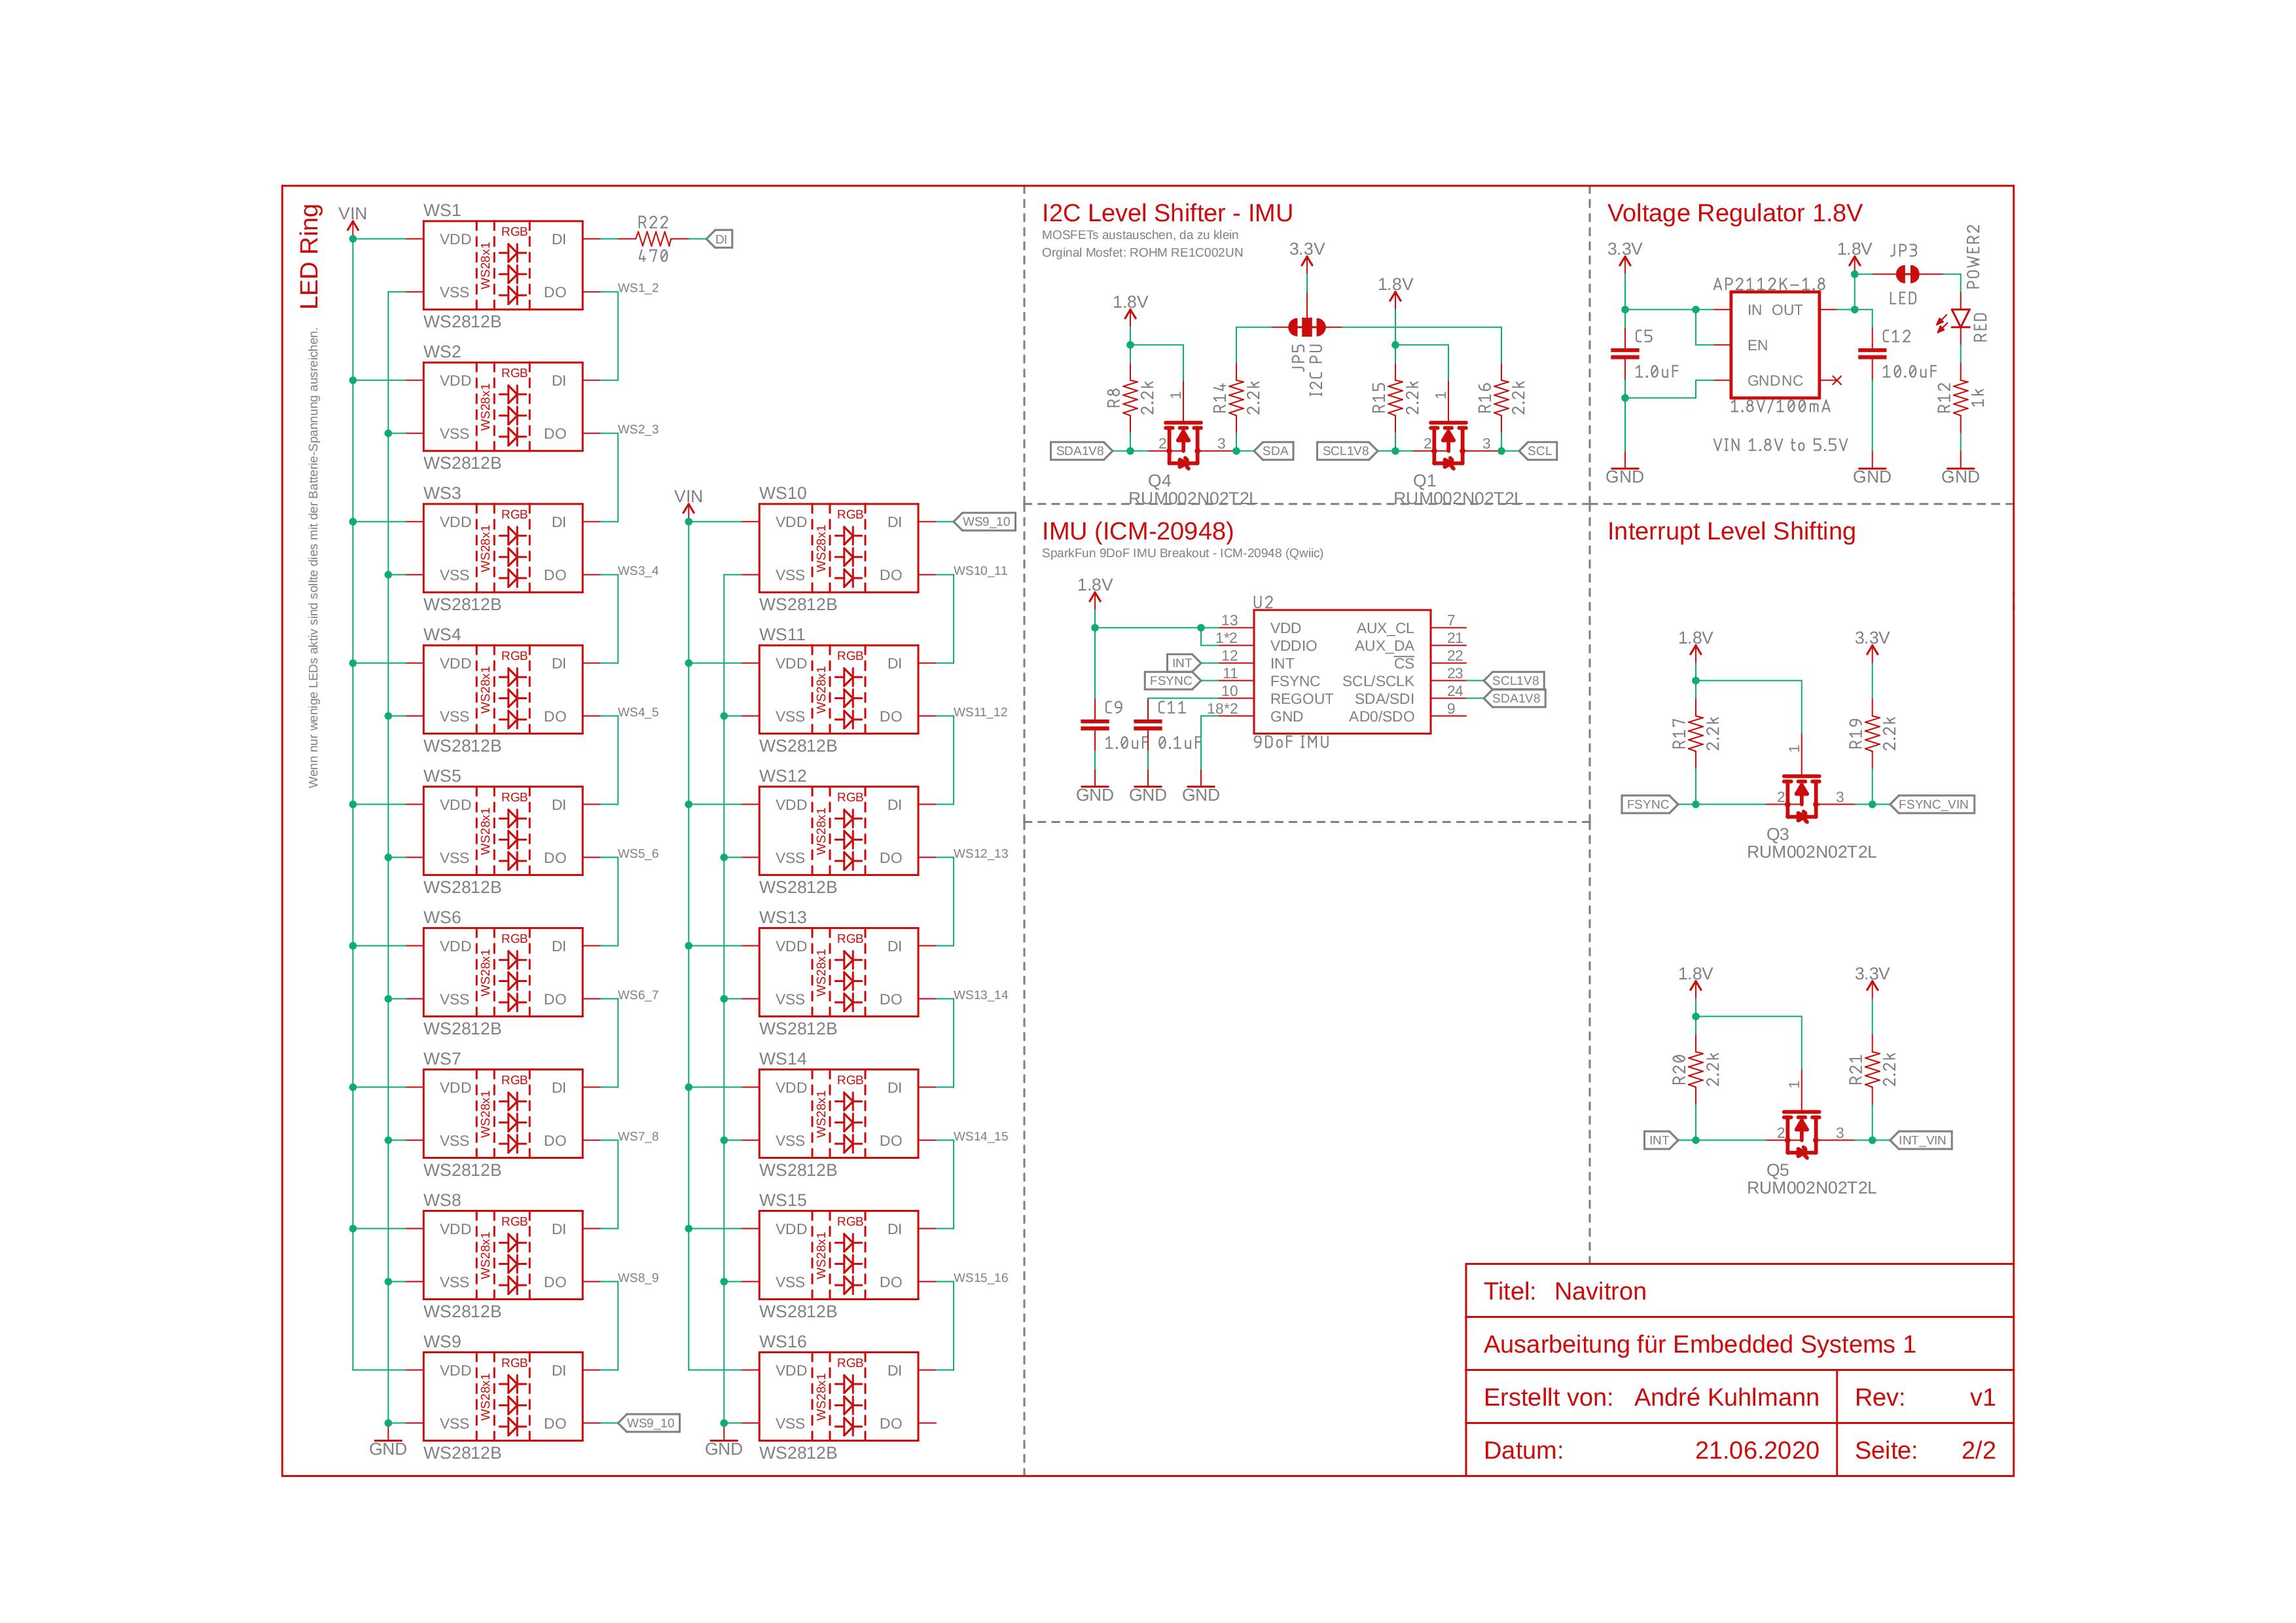 LED Ring
Wenn nur wenige LEDs aktiv sind sollte dies mit der Batterie-Spannung ausreichen.
VIN
WS1
VDD
VSS
WS28x1
RGB
DI
DO
WS2812B
R22
470
DI
WS1_2
WS2
VDD
VSS
WS28x1
RGB
DI
DO
WS2812B
WS2_3
WS3
VDD
VSS
WS28x1
RGB
DI
DO
WS2812B
WS3_4
WS4
VDD
VSS
WS28x1
RGB
DI
DO
WS2812B
WS4_5
WS5
VDD
VSS
WS28x1
RGB
DI
DO
WS2812B
WS5_6
WS6
VDD
VSS
WS28x1
RGB
DI
DO
WS2812B
WS6_7
WS7
VDD
VSS
WS28x1
RGB
DI
DO
WS2812B
WS7_8
WS8
VDD
VSS
WS28x1
RGB
DI
DO
WS2812B
WS8_9
WS9
VDD
VSS
WS28x1
RGB
DI
DO
WS2812B
WS9_10
GND
VIN
WS10
VDD
VSS
WS28x1
RGB
DI
DO
WS2812B
WS9_10
WS10_11
WS11
VDD
VSS
WS28x1
RGB
DI
DO
WS2812B
WS11_12
WS12
VDD
VSS
WS28x1
RGB
DI
DO
WS2812B
WS12_13
WS13
VDD
VSS
WS28x1
RGB
DI
DO
WS2812B
WS13_14
WS14
VDD
VSS
WS28x1
RGB
DI
DO
WS2812B
WS14_15
WS15
VDD
VSS
WS28x1
RGB
DI
DO
WS2812B
WS15_16
WS16
VDD
VSS
WS28x1
RGB
DI
DO
WS2812B
GND
I2C Level Shifter - IMU
MOSFETs austauschen, da zu klein
Orginal Mosfet: ROHM RE1C002UN
3.3V
1.8V
1.8V
JP5
I2C PU
R8
2.2k
1
R14
2.2k
R15
2.2k
1
R16
2.2k
SDA1V8
2
3
SDA
SCL1V8
2
3
SCL
Q4
RUM002N02T2L
Q1
RUM002N02T2L
Voltage Regulator 1.8V
3.3V
1.8V
JP3
LED
POWER2
RED
AP2112K-1.8
IN OUT
EN
GND NC
1.8V/100mA
VIN 1.8V to 5.5V
C5
1.0uF
C12
10.0uF
R12
1k
GND
GND
GND
IMU (ICM-20948)
SparkFun 9DoF IMU Breakout - ICM-20948 (Qwiic)
1.8V
U2
13 VDD AUX_CL 7
1*2 VDDIO AUX_DA 21
INT 12 INT CS 22
FSYNC 11 FSYNC SCL/SCLK 23 SCL1V8
10 REGOUT SDA/SDI 24 SDA1V8
18*2 GND AD0/SDO 9
9DoF IMU
C9
1.0uF
C11
0.1uF
GND
GND
GND
Interrupt Level Shifting
1.8V
3.3V
R17
2.2k
1
R19
2.2k
FSYNC
2
3
FSYNC_VIN
Q3
RUM002N02T2L
1.8V
3.3V
R20
2.2k
1
R21
2.2k
INT
2
3
INT_VIN
Q5
RUM002N02T2L
Titel: Navitron
Ausarbeitung für Embedded Systems 1
Erstellt von: André Kuhlmann
Rev: v1
Datum: 21.06.2020
Seite: 2/2